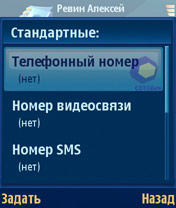 Ревин Алексей
Стандартные:
Телефонный номер
(нет)
Номер видеосвязи
(нет)
Номер SMS
(нет)
Задать Назад